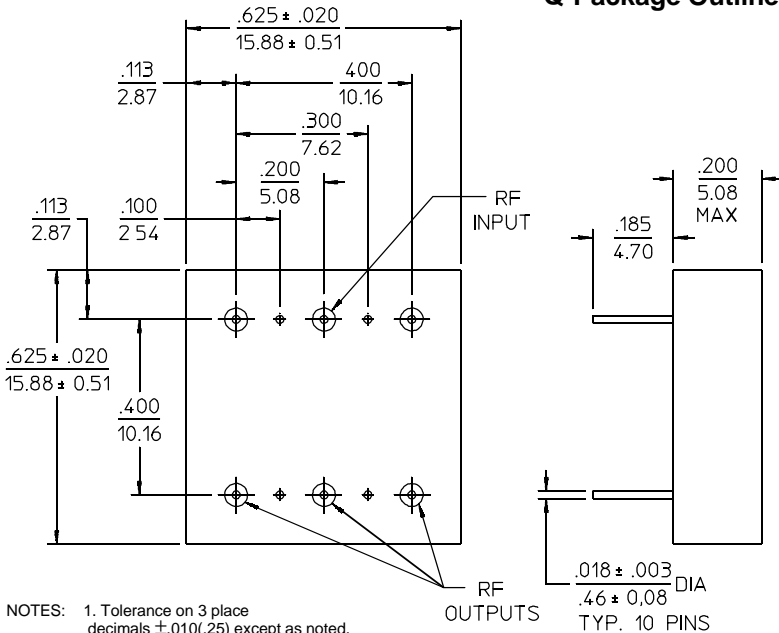 Q Package Outline
.625 ± .020
15.88 ± 0.51
.113
2.87
400
10.16
.300
7.62
.200
5.08
.113
2.87
.100
2 54
RF
INPUT
.200
5.08
MAX
.185
4.70
.625 ± .020
15.88 ± 0.51
.400
10.16
.018 ± .003
.46 ± 0,08
DIA
TYP. 10 PINS
RF
OUTPUTS
NOTES: 1. Tolerance on 3 place
decimals ±.010(.25) except as noted.